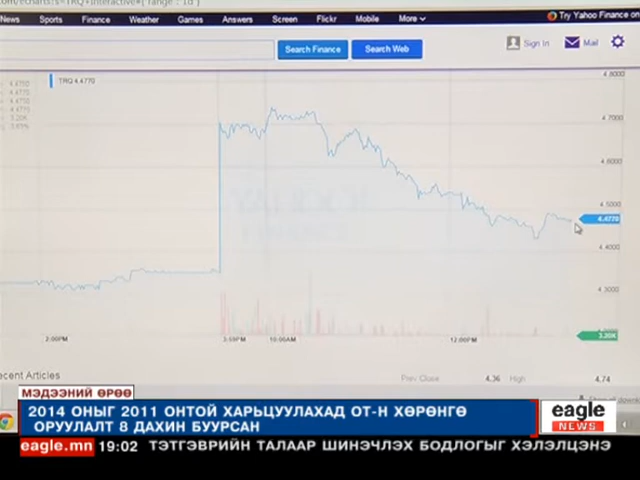 News Sports Finance Weather Games Answers Screen Flickr Mobile More
Try Yahoo Finance on
Search Finance Search Web Sign In Mail
TRQ 4.4770
4.8000
4.7000
4.6000
4.5000
4.4770
4.4000
4.3000
3.20K
2:00PM 3:59PM 10:00AM 12:00PM
ecent Articles
Prev Close 4.36 High 4.74
МЭДЭЭНИЙ ӨРӨӨ
2014 ОНЫГ 2011 ОНТОЙ ХАРЬЦУУЛАХАД ОТ-Н ХӨРӨНГӨ
ОРУУЛАЛТ 8 ДАХИН БУУРСАН
eagle
NEWS
eagle.mn 19:02 ТЭТГЭВРИЙН ТАЛААР ШИНЭЧЛЭХ БОДЛОГЫГ ХЭЛЭЛЦЭНЭ